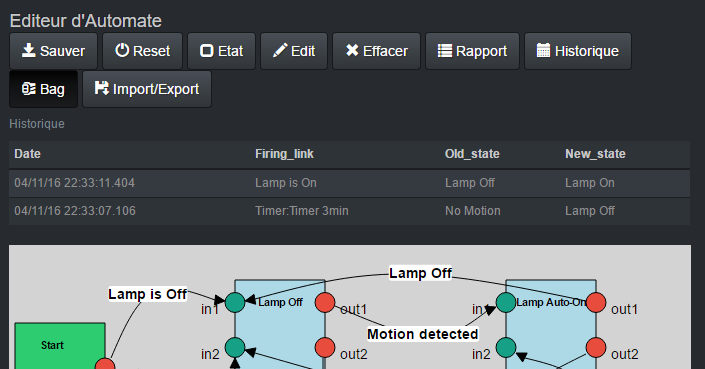 Editeur d'Automate
Sauver Reset Etat Edit Effacer Rapport Historique
Bag Import/Export
Historique
Date Firing_link Old_state New_state
04/11/16 22:33:11.404 Lamp is On Lamp Off Lamp On
04/11/16 22:33:07.106 Timer:Timer 3min No Motion Lamp Off
Lamp Off
Lamp is Off
in1 Lamp Off out1 in1 Lamp Auto-On out1
Motion detected
Start in2 out2 in2 out2